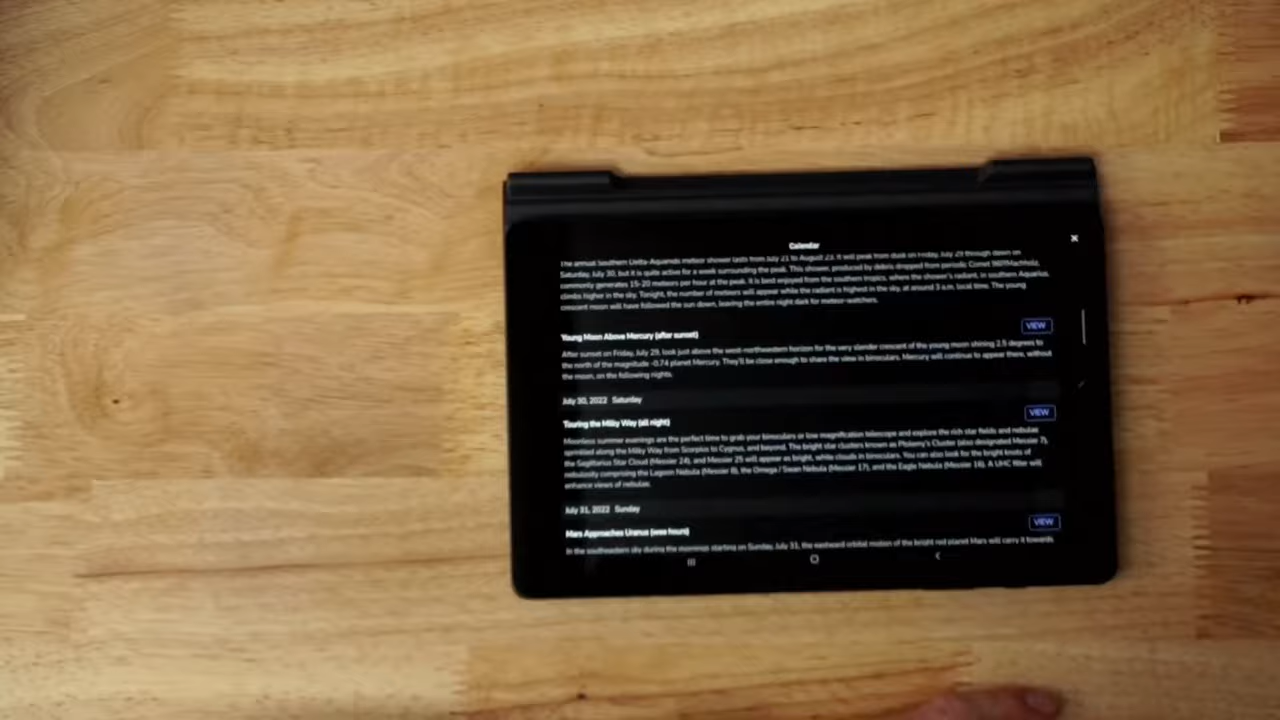 Calendar
The annual Southern Delta-Aquariids meteor shower lasts from July 21 to August 23. It will peak from dusk on Friday, July 29 through dawn on
Saturday, July 30, but it is quite active for a week surrounding the peak. This shower, produced by debris dropped from periodic Comet 96P/Machholz,
commonly generates 15-20 meteors per hour at the peak. It is best enjoyed from the southern tropics, where the shower's radiant, in southern Aquarius,
climbs higher in the sky. Tonight, the number of meteors will appear while the radiant is highest in the sky, at around 3 a.m. local time. The young
crescent moon will have followed the sun down, leaving the entire night dark for meteor-watchers.
Young Moon Above Mercury (after sunset)
VIEW
After sunset on Friday, July 29, look just above the west-northwestern horizon for the very slender crescent of the young moon shining 2.5 degrees to
the north of the magnitude -0.74 planet Mercury. They'll be close enough to share the view in binoculars. Mercury will continue to appear there, without
the moon, on the following nights.
July 30, 2022 Saturday
Touring the Milky Way (all night)
VIEW
Moonless summer evenings are the perfect time to grab your binoculars or low magnification telescope and explore the rich star fields and nebulae
sprinkled along the Milky Way from Scorpius to Cygnus, and beyond. The bright star clusters known as Ptolemy's Cluster (also designated Messier 7),
the Sagittarius Star Cloud (Messier 24), and Messier 25 will appear as bright, while clouds in binoculars. You can also look for the bright knots of
nebulosity comprising the Lagoon Nebula (Messier 8), the Omega / Swan Nebula (Messier 17), and the Eagle Nebula (Messier 16). A UHC filter will
enhance views of nebulae.
July 31, 2022 Sunday
Mars Approaches Uranus (wee hours)
VIEW
In the southeastern sky during the mornings starting on Sunday, July 31, the eastward orbital motion of the bright red planet Mars will carry it towards